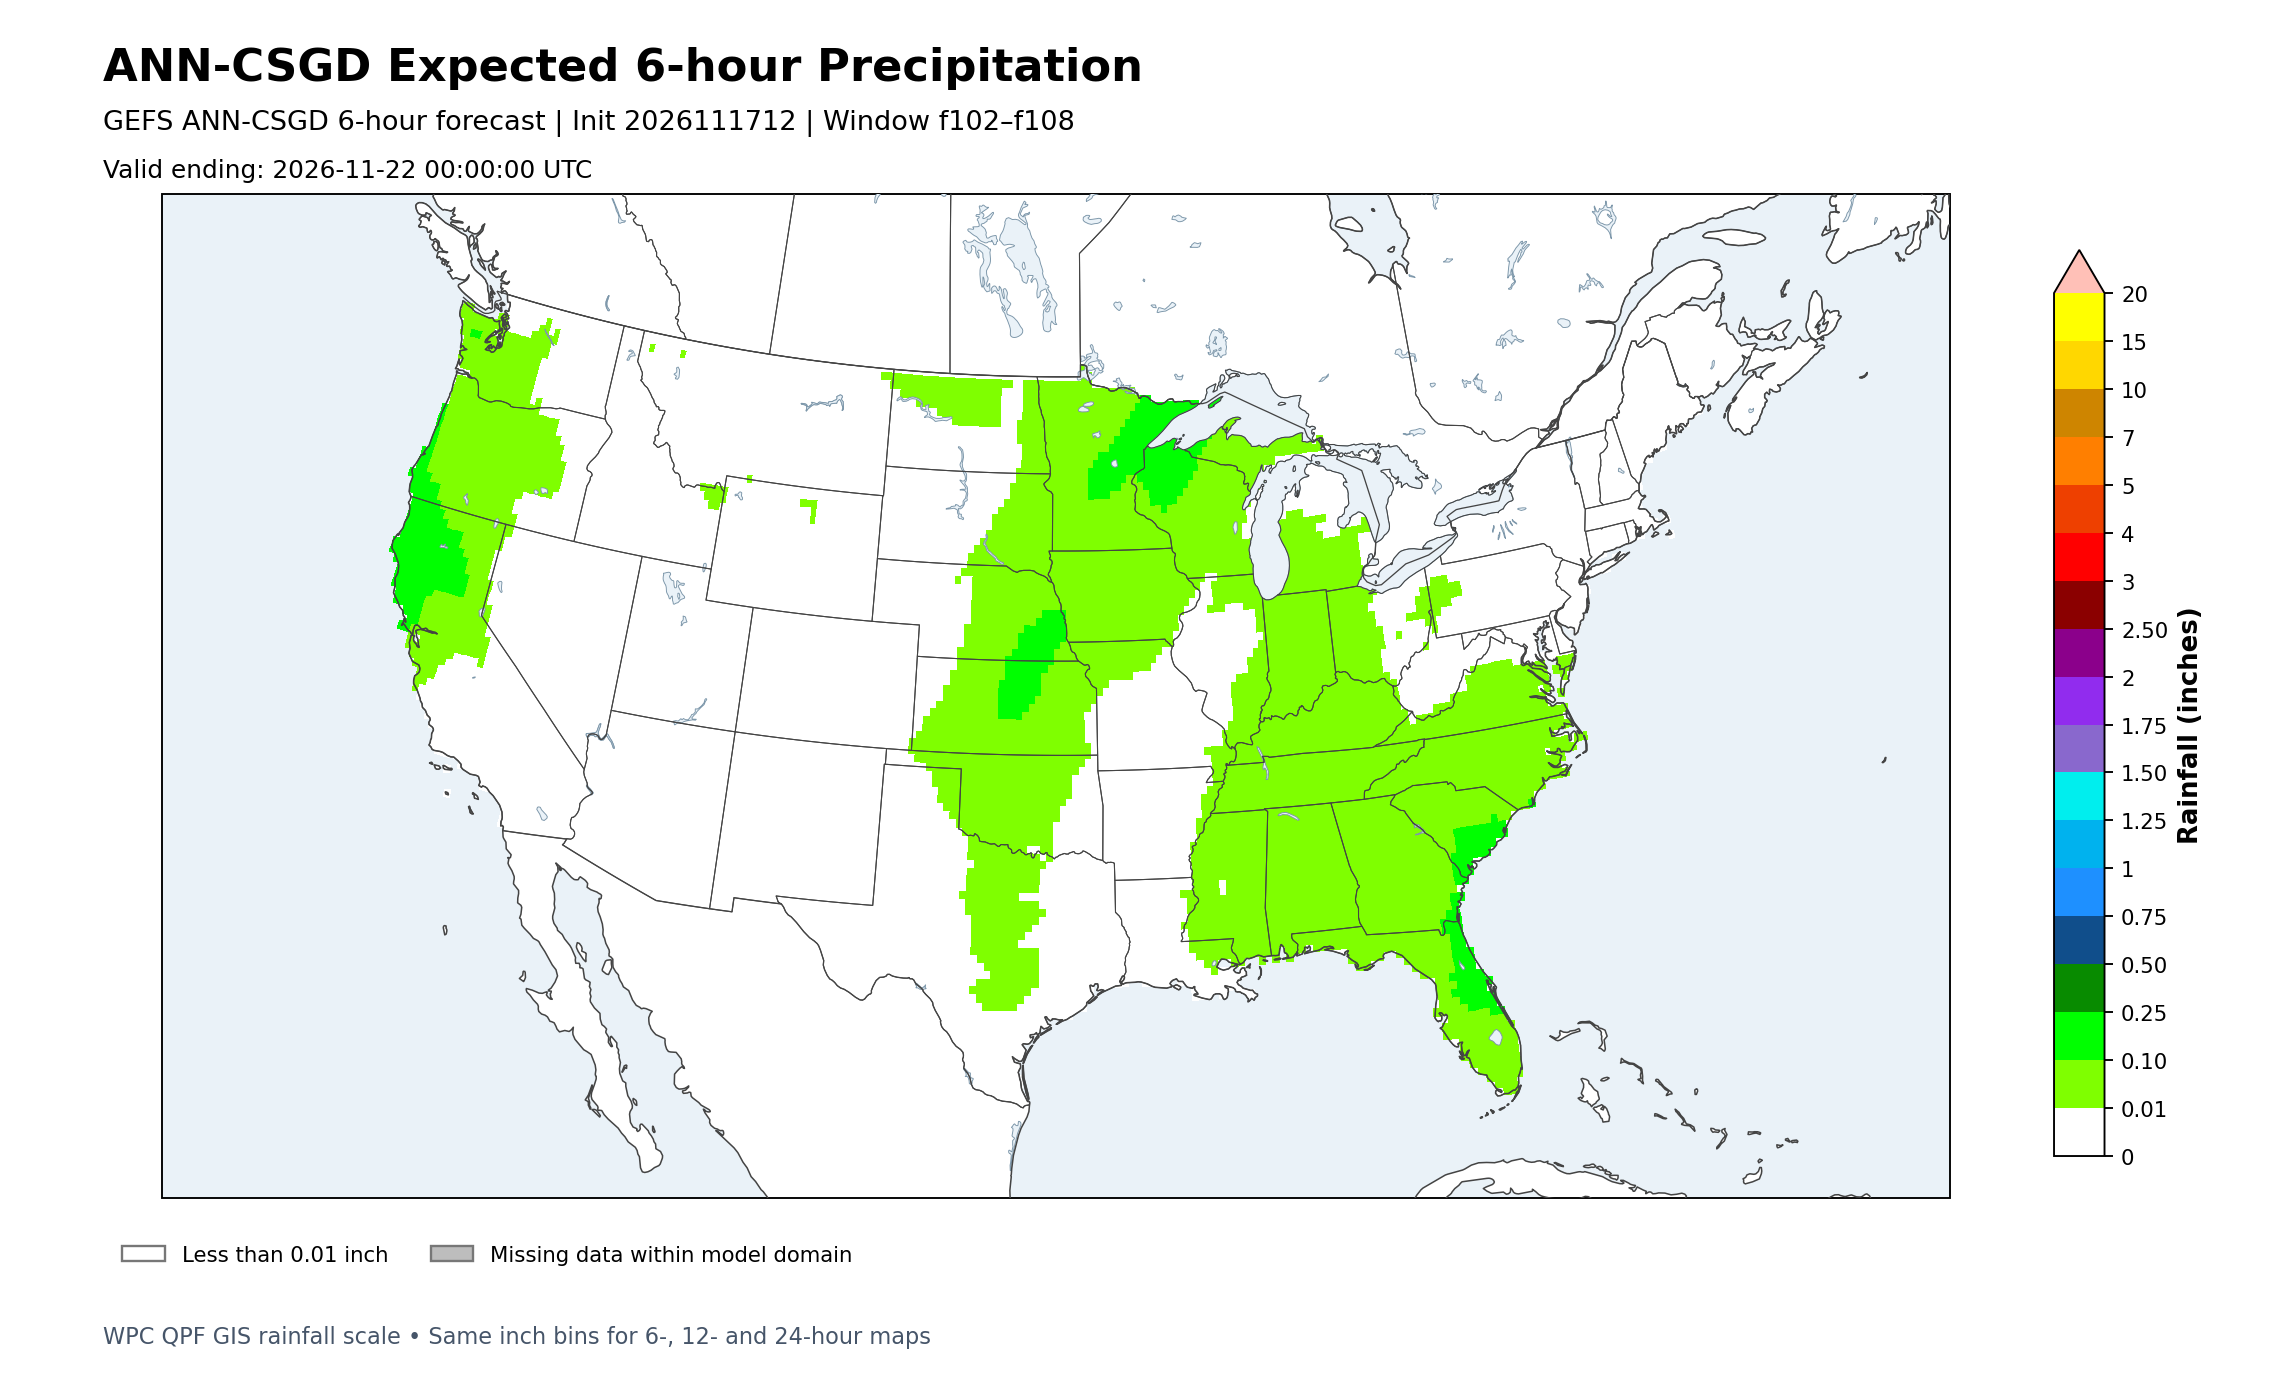 ANN-CSGD Expected 6-hour Precipitation
GEFS ANN-CSGD 6-hour forecast | Init 2026111712 | Window f102–f108
Valid ending: 2026-11-22 00:00:00 UTC
20
15
10
7
5
4
3
2.50
2
1.75
1.50
1.25
1
0.75
0.50
0.25
0.10
0.01
0
Rainfall (inches)
Less than 0.01 inch
Missing data within model domain
WPC QPF GIS rainfall scale • Same inch bins for 6-, 12- and 24-hour maps